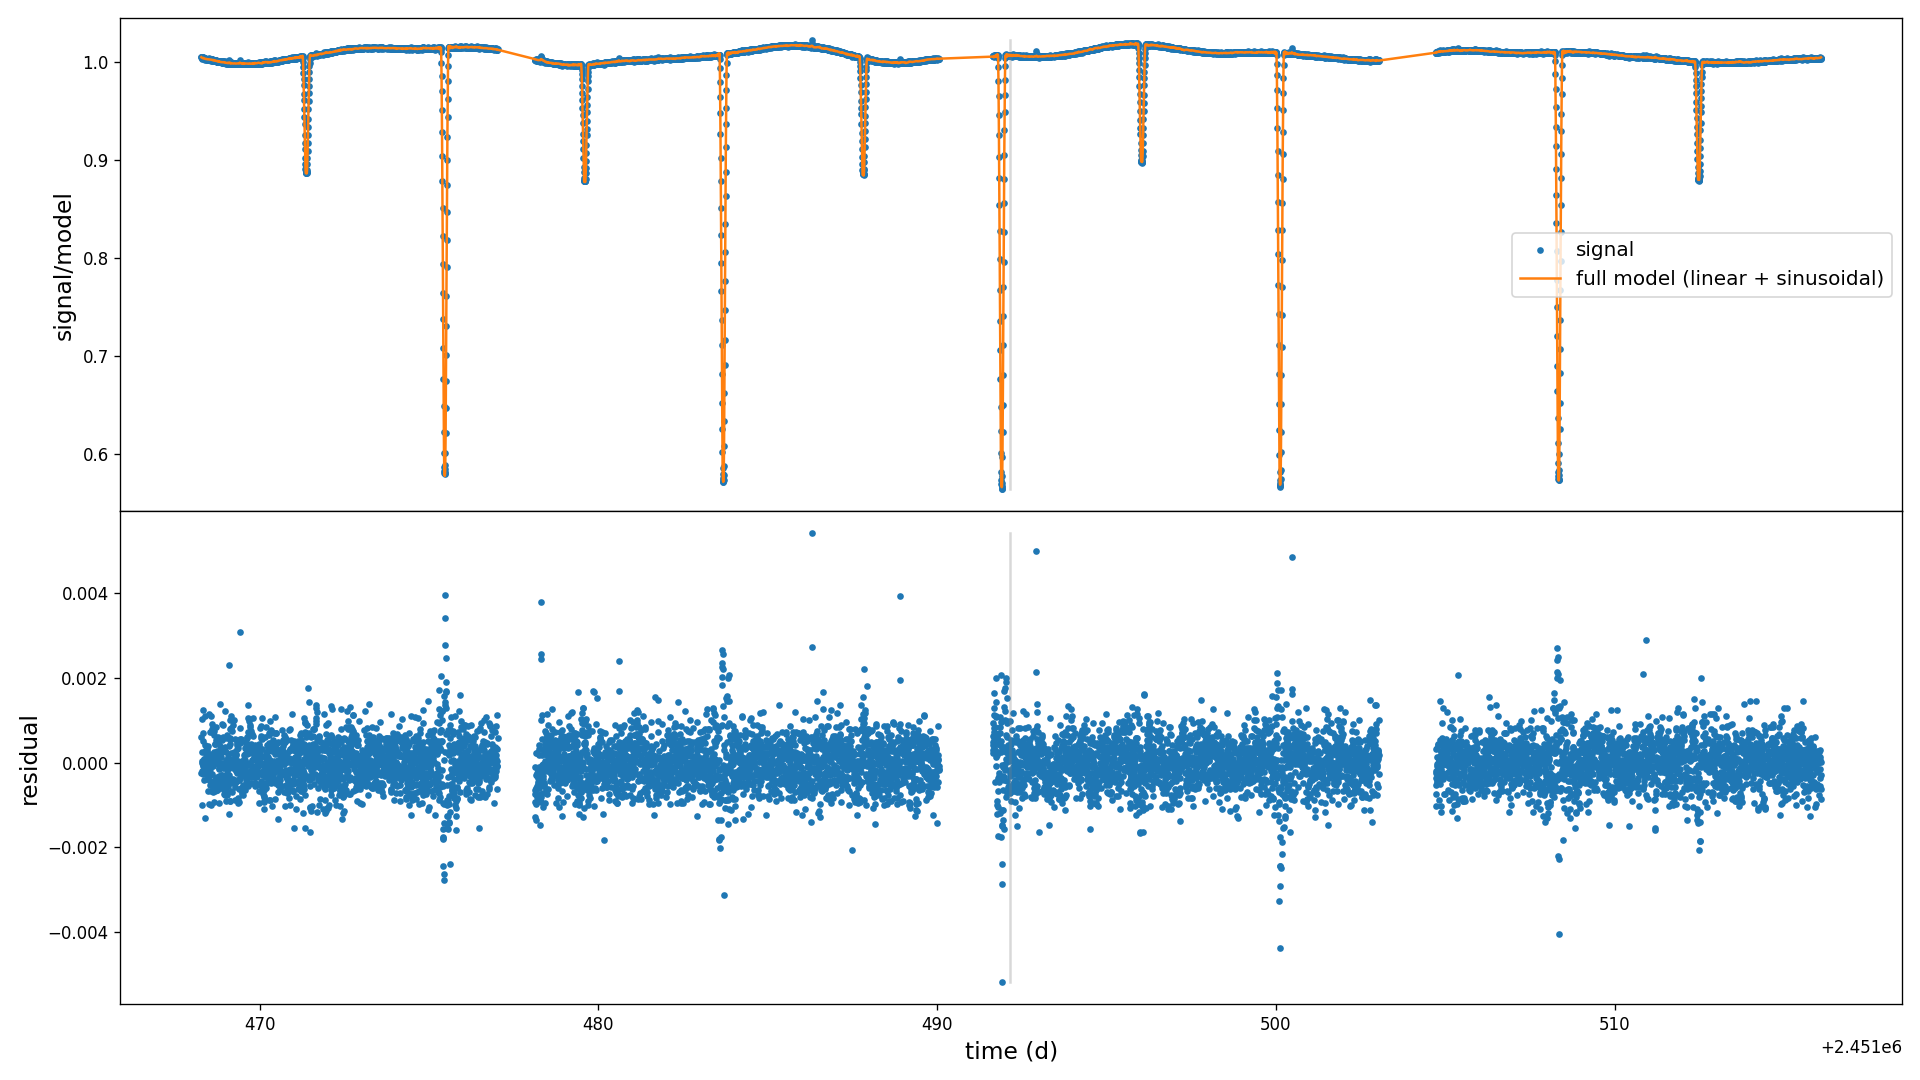 1.0
0.9
0.8
0.7
0.6
signal/model
signal
full model (linear + sinusoidal)
0.004
0.002
0.000
−0.002
−0.004
residual
470
480
490
500
510
time (d)
+2.451e6